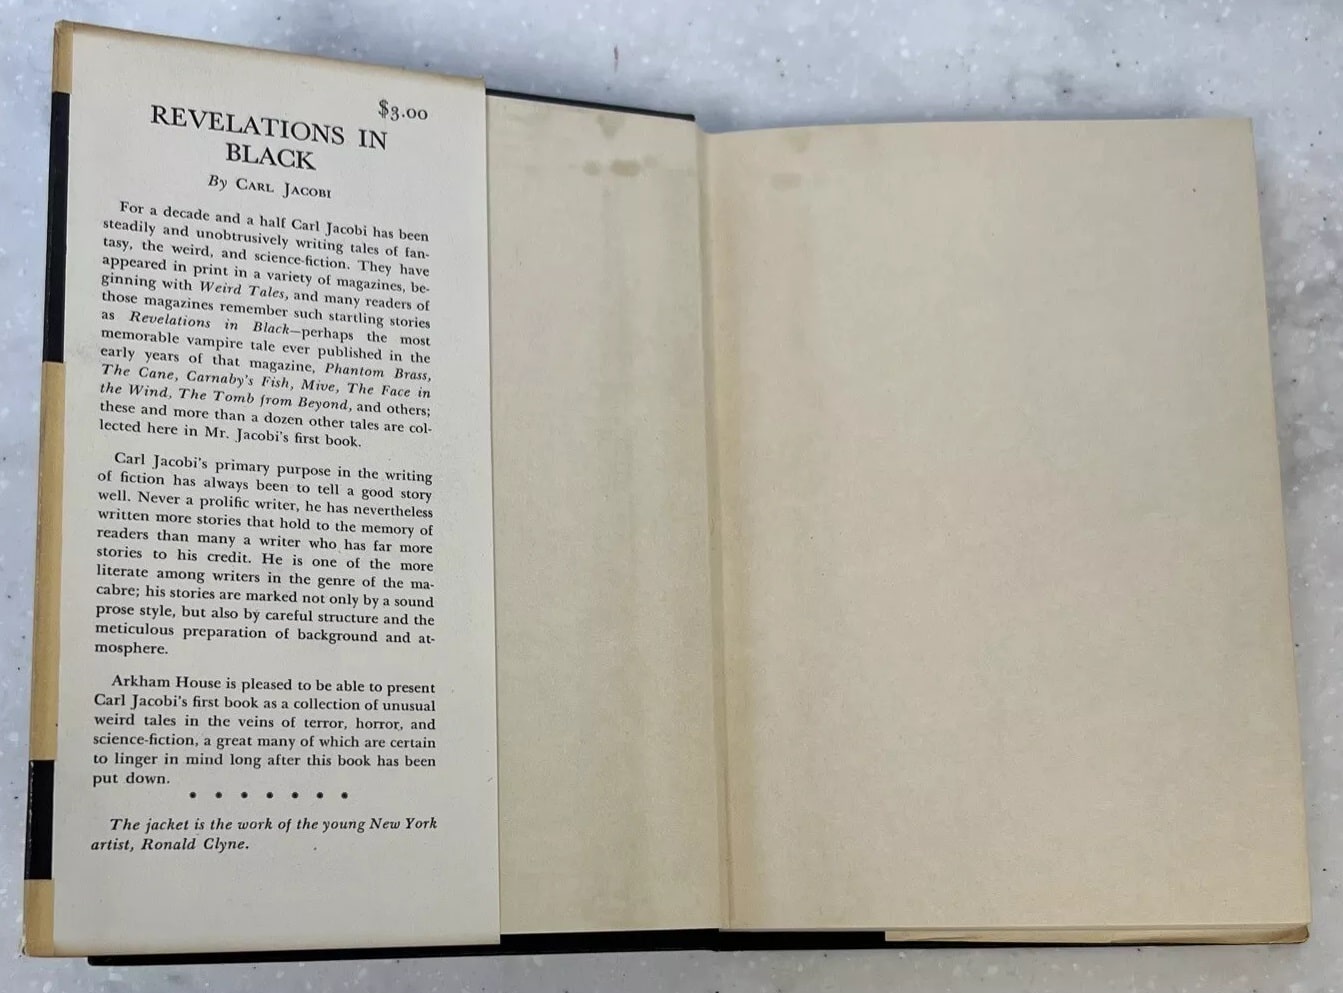 $3.00
REVELATIONS IN
BLACK
By CARL JACOBI
For a decade and a half Carl Jacobi has been
steadily and unobtrusively writing tales of fan-
tasy, the weird, and science-fiction. They have
appeared in print in a variety of magazines, be-
ginning with Weird Tales, and many readers of
those magazines remember such startling stories
as Revelations in Black—perhaps the most
memorable vampire tale ever published in the
early years of that magazine, Phantom Brass,
The Cane, Carnaby's Fish, Mive, The Face in
the Wind, The Tomb from Beyond, and others;
these and more than a dozen other tales are col-
lected here in Mr. Jacobi's first book.
Carl Jacobi's primary purpose in the writing
of fiction has always been to tell a good story
well. Never a prolific writer, he has nevertheless
written more stories that hold to the memory of
readers than many a writer who has far more
stories to his credit. He is one of the more
literate among writers in the genre of the ma-
cabre; his stories are marked not only by a sound
prose style, but also by careful structure and the
meticulous preparation of background and at-
mosphere.
Arkham House is pleased to be able to present
Carl Jacobi's first book as a collection of unusual
weird tales in the veins of terror, horror, and
science-fiction, a great many of which are certain
to linger in mind long after this book has been
put down.
• • • • • • •
The jacket is the work of the young New York
artist, Ronald Clyne.